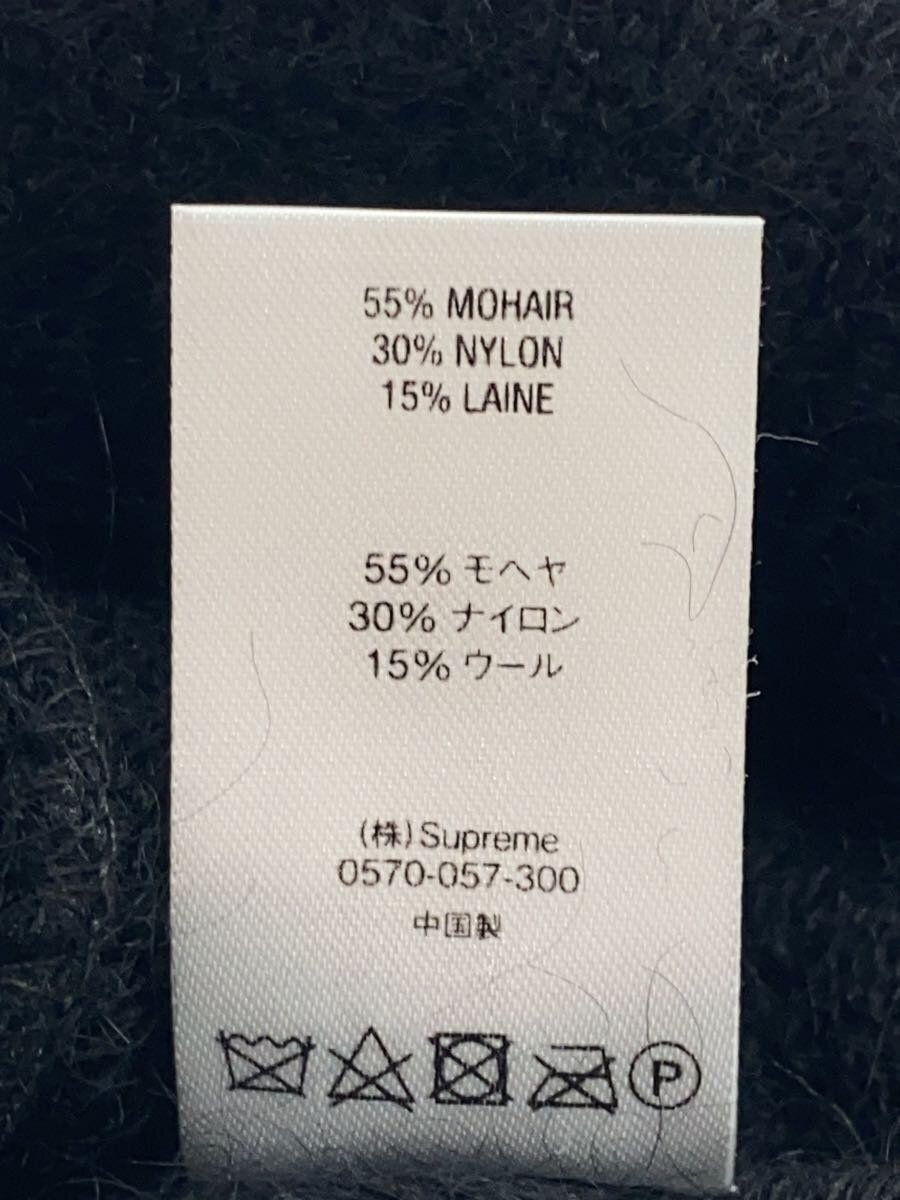 55% MOHAIR
30% NYLON
15% LAINE
55% モヘヤ
30% ナイロン
15% ウール
(株) Supreme
0570-057-300
中国製
P